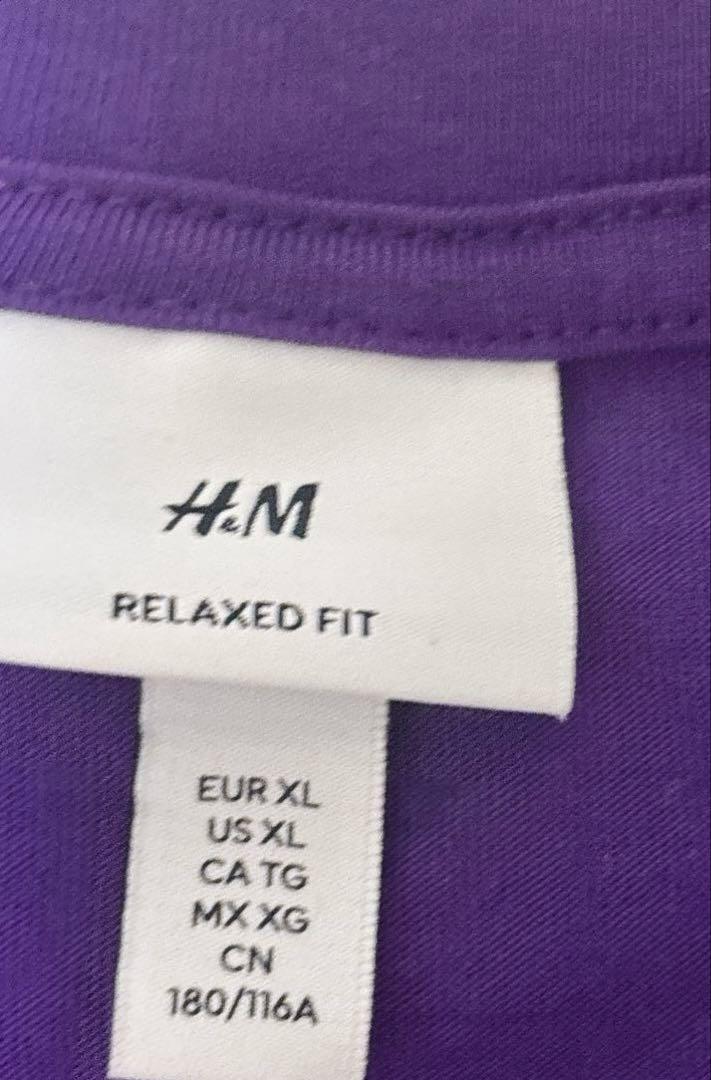 H&M
RELAXED FIT
EUR XL
US XL
CA TG
MX XG
CN
180/116A